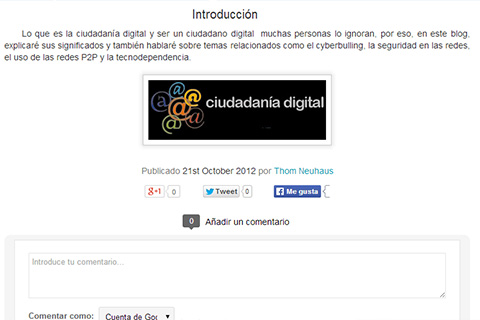 Introducción
Lo que es la ciudadanía digital y ser un ciudadano digital muchas personas lo ignoran, por eso, en este blog,
explicaré sus significados y también hablaré sobre temas relacionados como el cyberbulling, la seguridad en las redes,
el uso de las redes P2P y la tecnodependencia.
ciudadanía digital
Publicado 21st October 2012 por Thom Neuhaus
g+1 0 Tweet 0 Me gusta
0 Añadir un comentario
Introduce tu comentario...
Comentar como: Cuenta de Goo